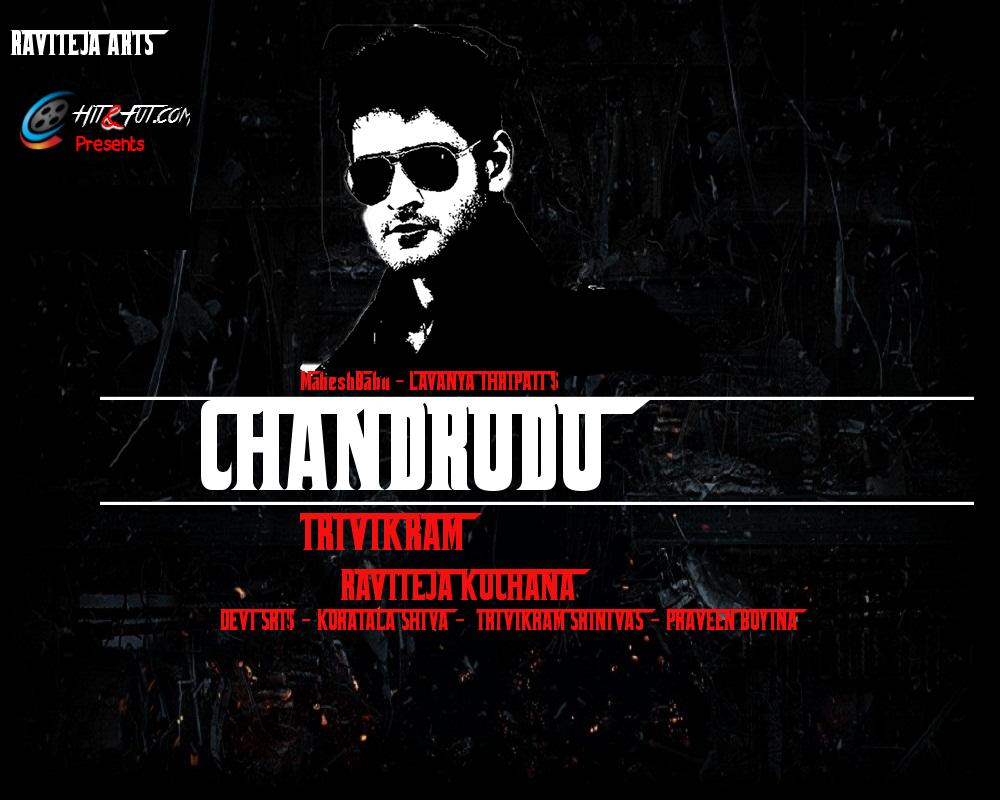 RAVITEJA ARTS
HIT&FUT.COM
Presents
MaheshBabu - LAVANYA THRIPATI'S
CHANDRUDU
TRIVIKRAM
RAVITEJA KUCHANA
DEVI SRI'S - KORATALA SHIVA - TRIVIKRAM SRINIVAS - PRAVEEN BOYINA